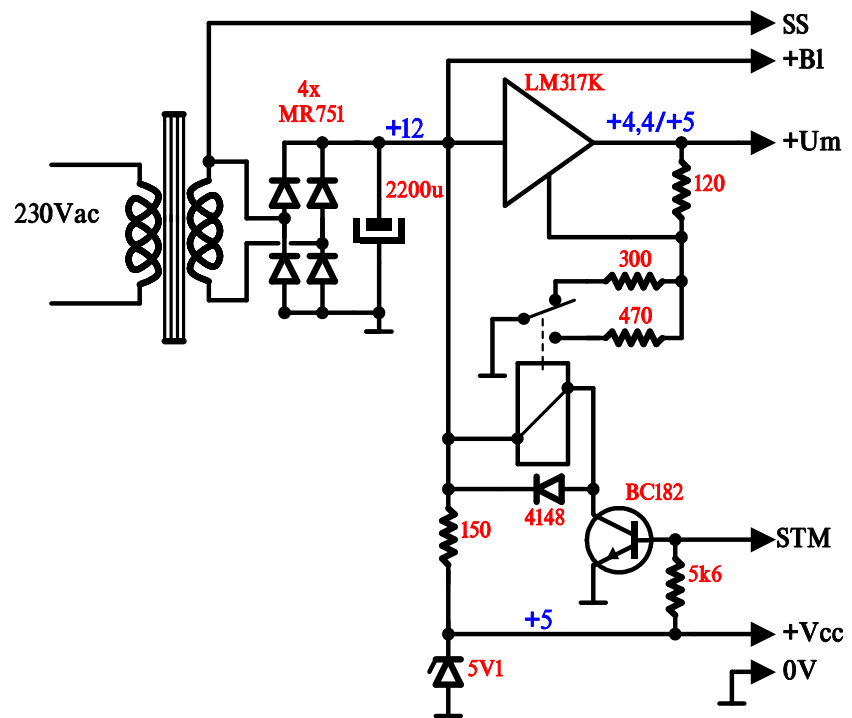 SS
+Bl
LM317K
4x
MR751
+12
+4,4/+5
+Um
2200u
120
230Vac
300
470
BC182
4148
150
STM
5k6
+5
+Vcc
5V1
0V